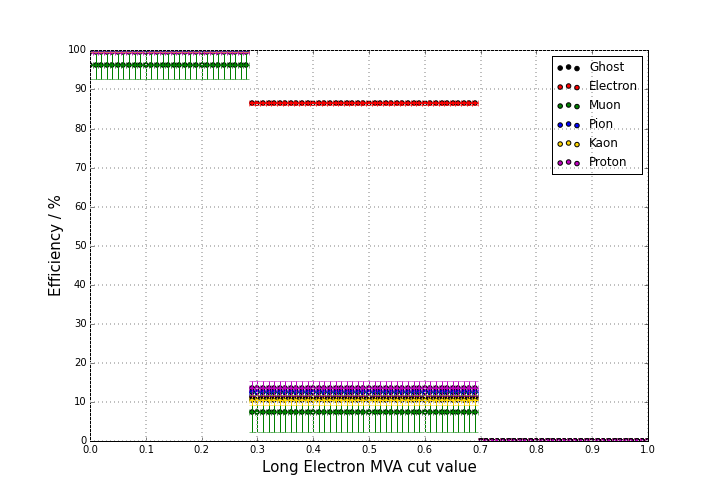 100
90
80
70
60
50
40
30
20
10
0
Efficiency / %
0.0 0.1 0.2 0.3 0.4 0.5 0.6 0.7 0.8 0.9 1.0
Long Electron MVA cut value
Ghost
Electron
Muon
Pion
Kaon
Proton